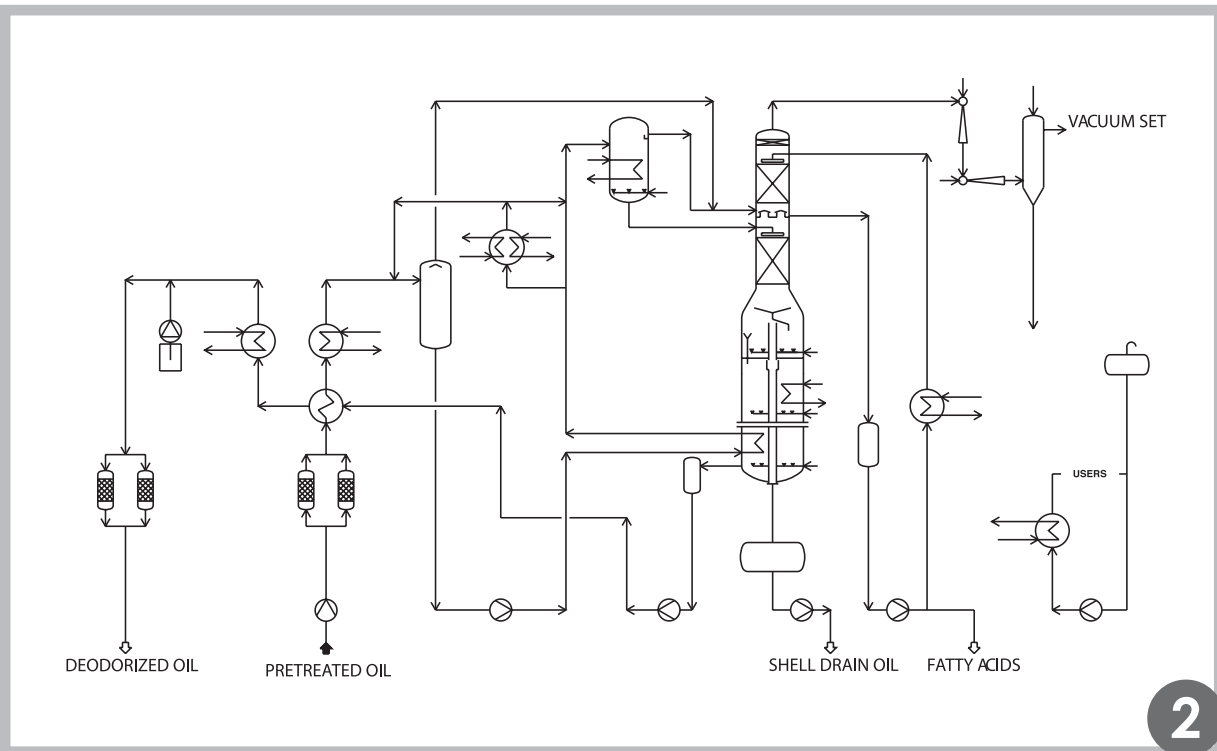 VACUUM SET
USERS
DEODORIZED OIL
PRETREATED OIL
SHELL DRAIN OIL
FATTY ACIDS
2